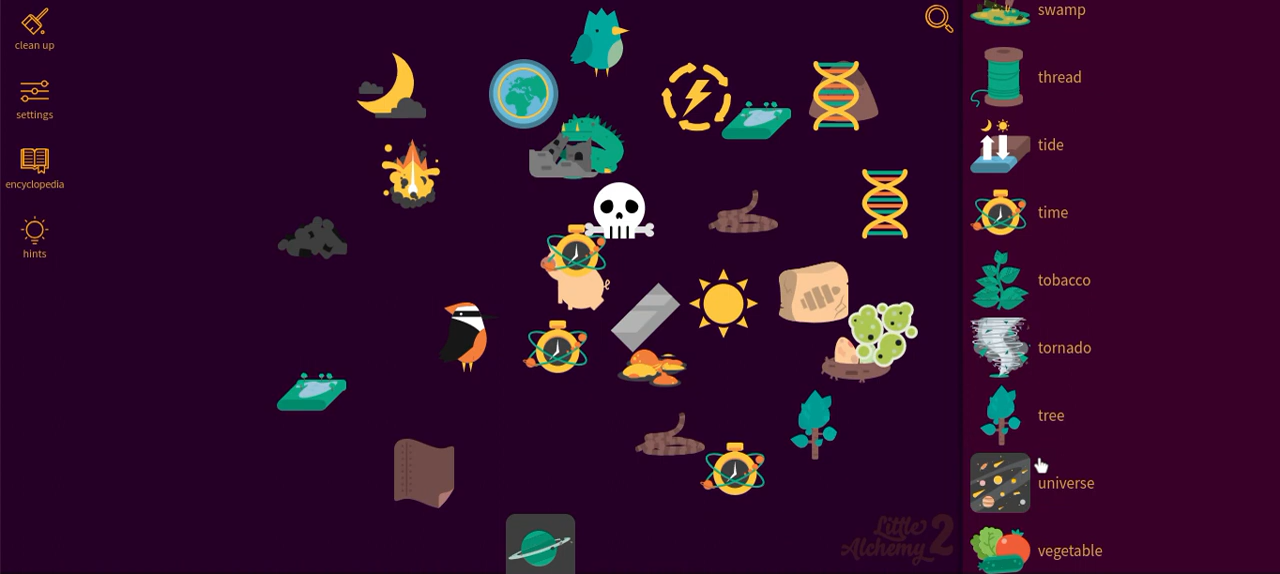 clean up
settings
encyclopedia
hints
swamp
thread
tide
time
tobacco
tornado
tree
universe
vegetable
Little
Alchemy 2